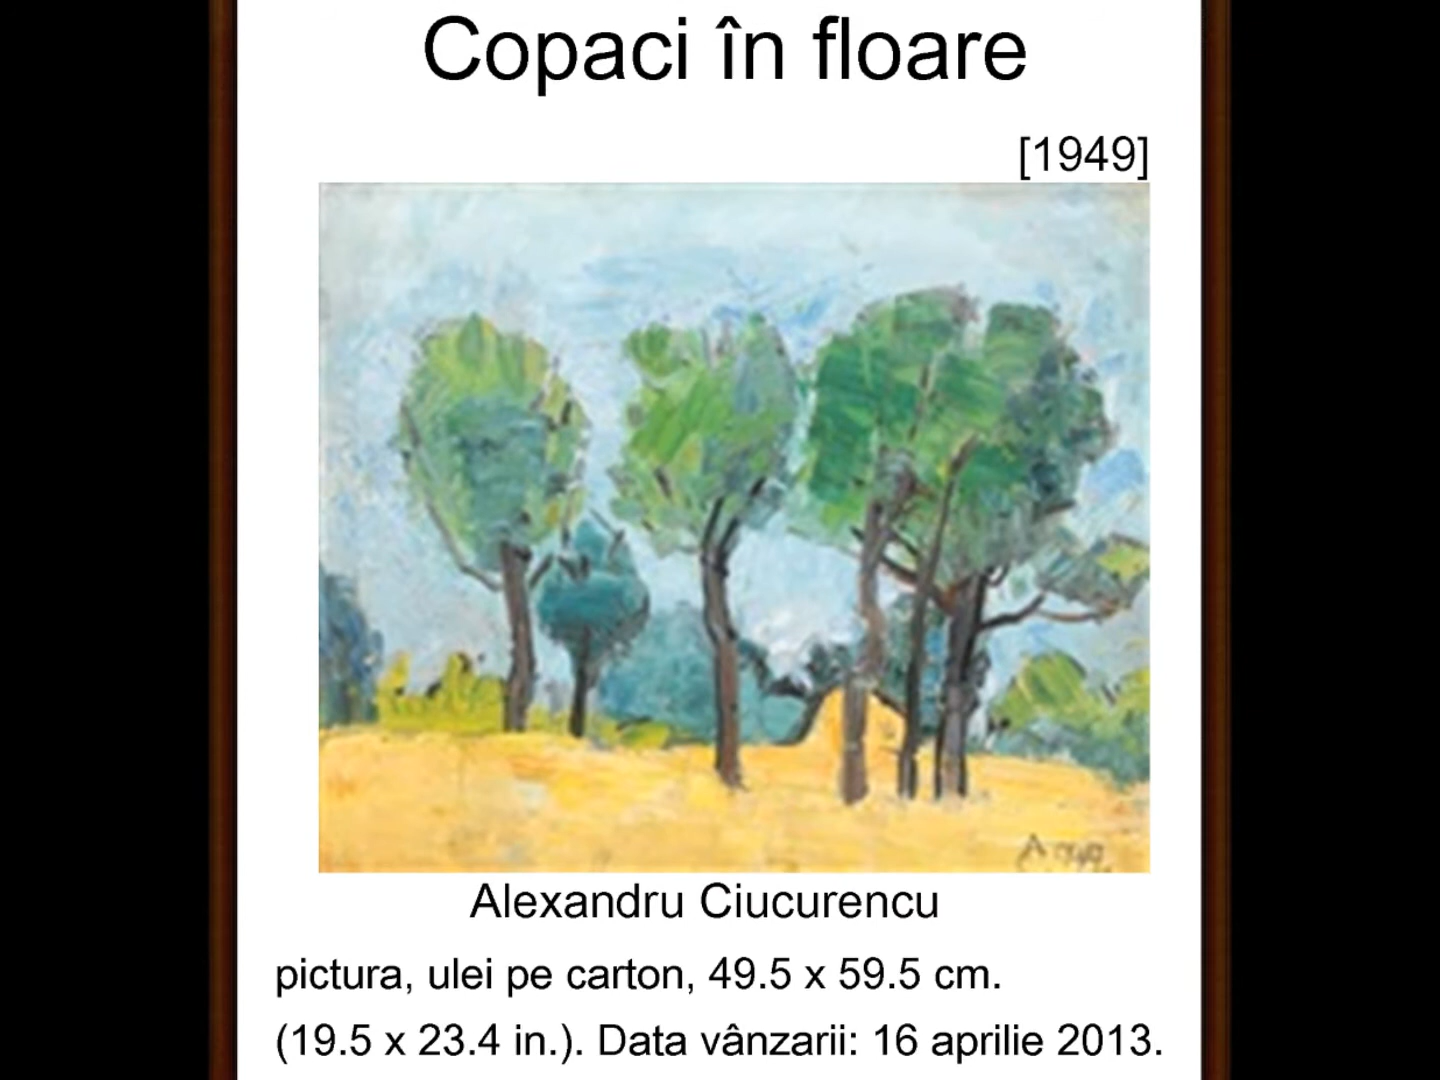 Copaci în floare
[1949]
Alexandru Ciucurencu
pictura, ulei pe carton, 49.5 x 59.5 cm.
(19.5 x 23.4 in.). Data vânzarii: 16 aprilie 2013.